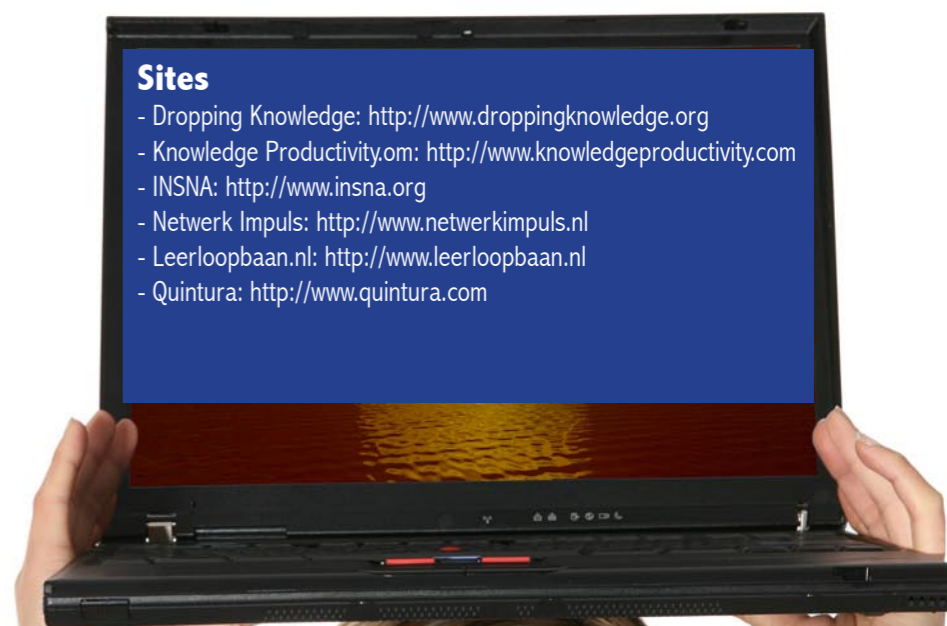 Sites
- Dropping Knowledge: http://www.droppingknowledge.org
- Knowledge Productivity.om: http://www.knowledgeproductivity.com
- INSNA: http://www.insna.org
- Netwerk Impuls: http://www.netwerkimpuls.nl
- Leerloopbaan.nl: http://www.leerloopbaan.nl
- Quintura: http://www.quintura.com